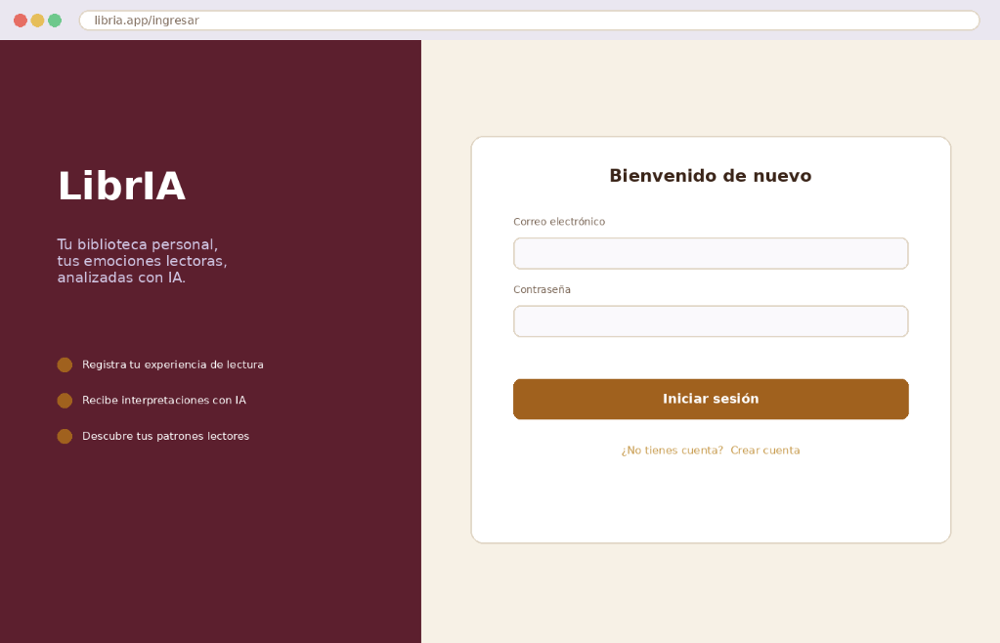 libria.app/ingresar
LibrIA
Tu biblioteca personal,
tus emociones lectoras,
analizadas con IA.
Registra tu experiencia de lectura
Recibe interpretaciones con IA
Descubre tus patrones lectores
Bienvenido de nuevo
Correo electrónico
Contraseña
Iniciar sesión
¿No tienes cuenta?  Crear cuenta